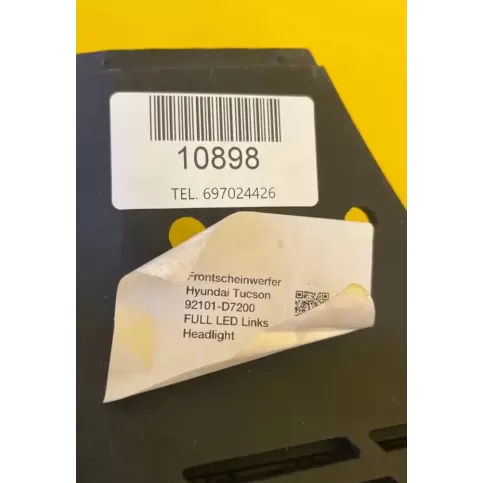 10898
TEL. 697024426
Frontscheinwerfer
Hyundai Tucson
92101-D7200
FULL LED Links
Headlight